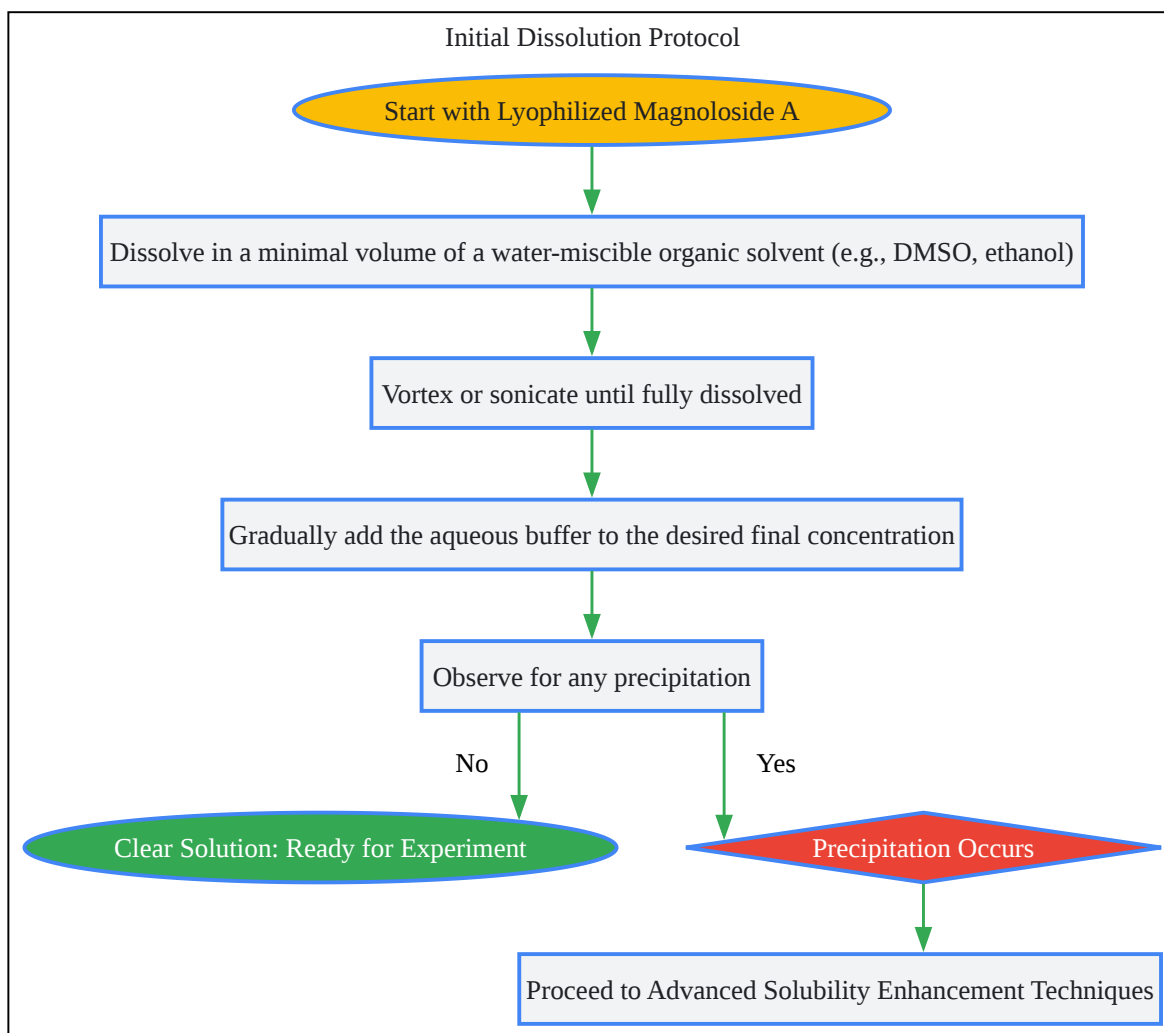 Initial Dissolution Protocol
Start with Lyophilized Magnoloside A
Dissolve in a minimal volume of a water-miscible organic solvent (e.g., DMSO, ethanol)
Vortex or sonicate until fully dissolved
Gradually add the aqueous buffer to the desired final concentration
Observe for any precipitation
No
Yes
Clear Solution: Ready for Experiment
Precipitation Occurs
Proceed to Advanced Solubility Enhancement Techniques